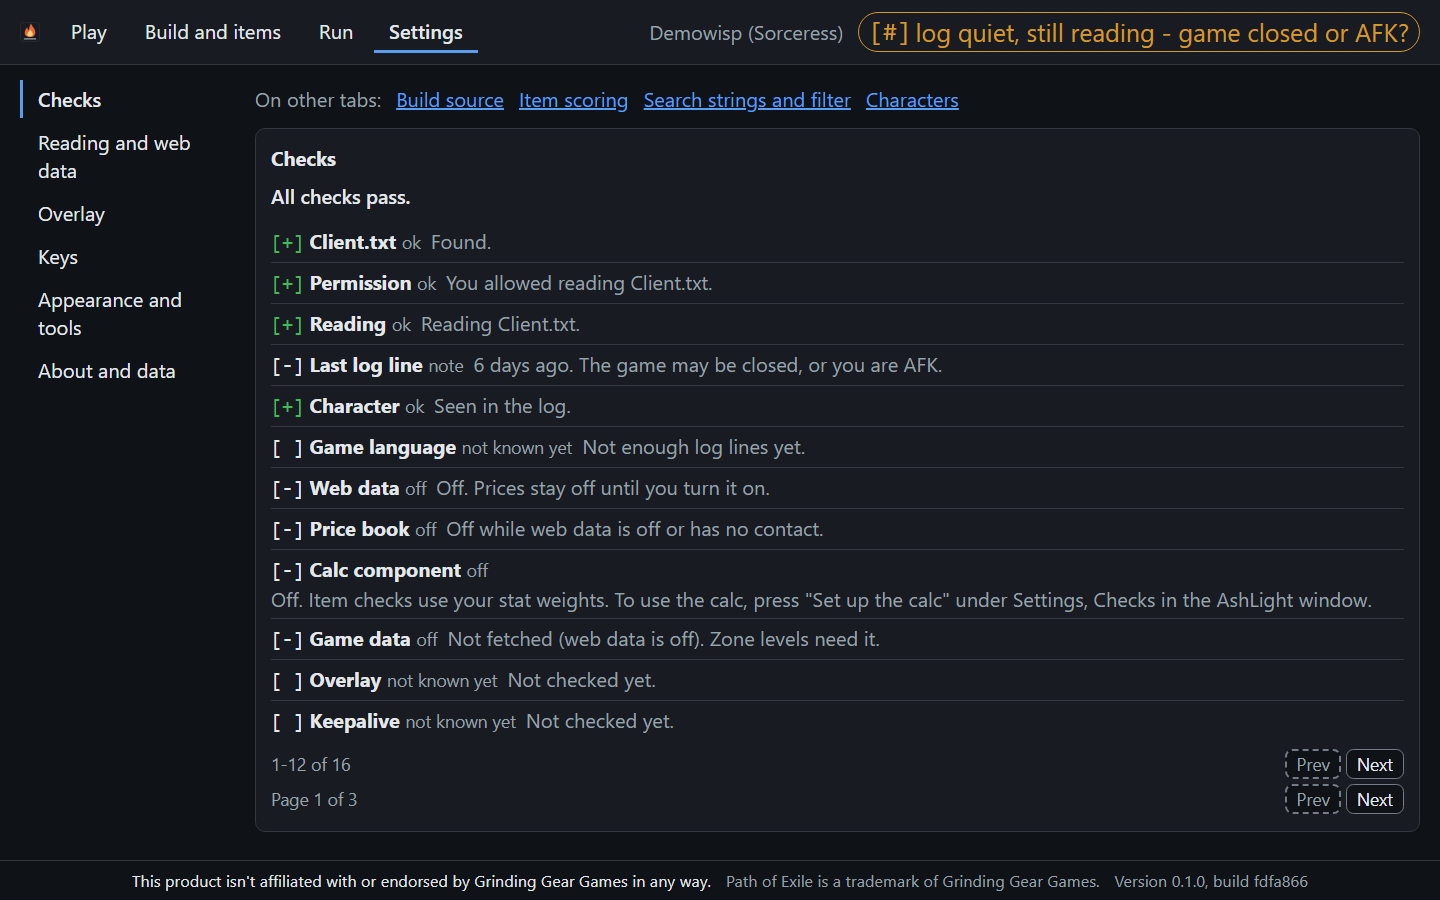 Play Build and items Run Settings Demowisp (Sorceress) [#] log quiet, still reading - game closed or AFK?
Checks
Reading and web
data
Overlay
Keys
Appearance and
tools
About and data
On other tabs: Build source Item scoring Search strings and filter Characters
Checks
All checks pass.
[+] Client.txt ok Found.
[+] Permission ok You allowed reading Client.txt.
[+] Reading ok Reading Client.txt.
[-] Last log line note 6 days ago. The game may be closed, or you are AFK.
[+] Character ok Seen in the log.
[ ] Game language not known yet Not enough log lines yet.
[-] Web data off Off. Prices stay off until you turn it on.
[-] Price book off Off while web data is off or has no contact.
[-] Calc component off
Off. Item checks use your stat weights. To use the calc, press "Set up the calc" under Settings, Checks in the AshLight window.
[-] Game data off Not fetched (web data is off). Zone levels need it.
[ ] Overlay not known yet Not checked yet.
[ ] Keepalive not known yet Not checked yet.
1-12 of 16 Prev Next
Page 1 of 3 Prev Next
This product isn't affiliated with or endorsed by Grinding Gear Games in any way. Path of Exile is a trademark of Grinding Gear Games. Version 0.1.0, build fdfa866